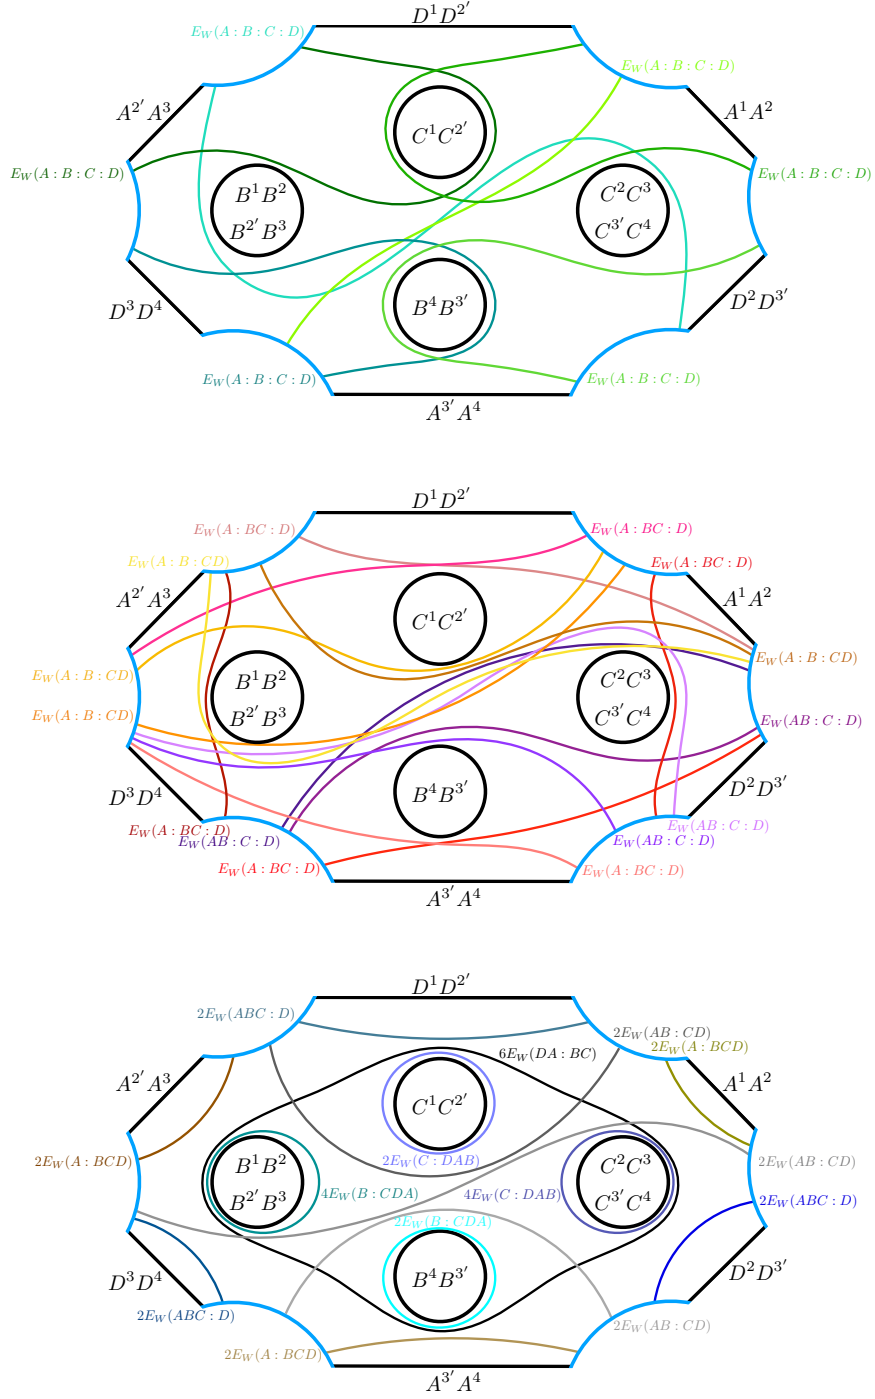 D^1D^{2'}
E_W(A:B:C:D)
E_W(A:B:C:D)
A^{2'}A^3
A^1A^2
C^1C^{2'}
E_W(A:B:C:D)
E_W(A:B:C:D)
B^1B^2
B^{2'}B^3
C^2C^3
C^{3'}C^4
D^3D^4
B^4B^{3'}
D^2D^{3'}
E_W(A:B:C:D)
E_W(A:B:C:D)
A^{3'}A^4
D^1D^{2'}
E_W(A:BC:D)
E_W(A:BC:D)
E_W(A:B:CD)
E_W(A:BC:D)
A^{2'}A^3
A^1A^2
C^1C^{2'}
E_W(A:B:CD)
E_W(A:B:CD)
B^1B^2
B^{2'}B^3
C^2C^3
C^{3'}C^4
E_W(A:B:CD)
E_W(AB:C:D)
D^3D^4
B^4B^{3'}
D^2D^{3'}
E_W(A:BC:D)
E_W(AB:C:D)
E_W(AB:C:D)
E_W(AB:C:D)
E_W(A:BC:D)
E_W(A:BC:D)
A^{3'}A^4
D^1D^{2'}
2E_W(ABC:D)
2E_W(AB:CD)
6E_W(DA:BC)
2E_W(A:BCD)
A^{2'}A^3
A^1A^2
C^1C^{2'}
2E_W(A:BCD)
2E_W(C:DAB)
2E_W(AB:CD)
B^1B^2
B^{2'}B^3
C^2C^3
C^{3'}C^4
4E_W(B:CDA)
4E_W(C:DAB)
2E_W(ABC:D)
2E_W(B:CDA)
D^3D^4
B^4B^{3'}
D^2D^{3'}
2E_W(ABC:D)
2E_W(AB:CD)
2E_W(A:BCD)
A^{3'}A^4